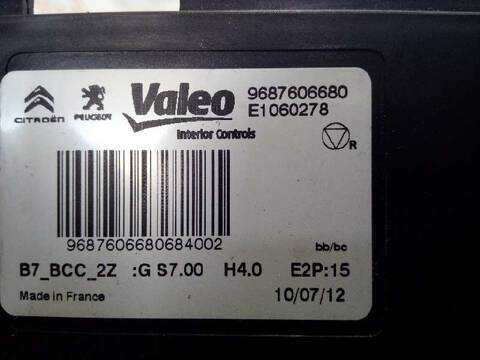 CITROËN PEUGEOT Valeo 9687606680
E1060278
Interior Controls
R
9687606680684002
bb/bc
B7_BCC_2Z :G S7.00 H4.0 E2P:15
Made in France 10/07/12